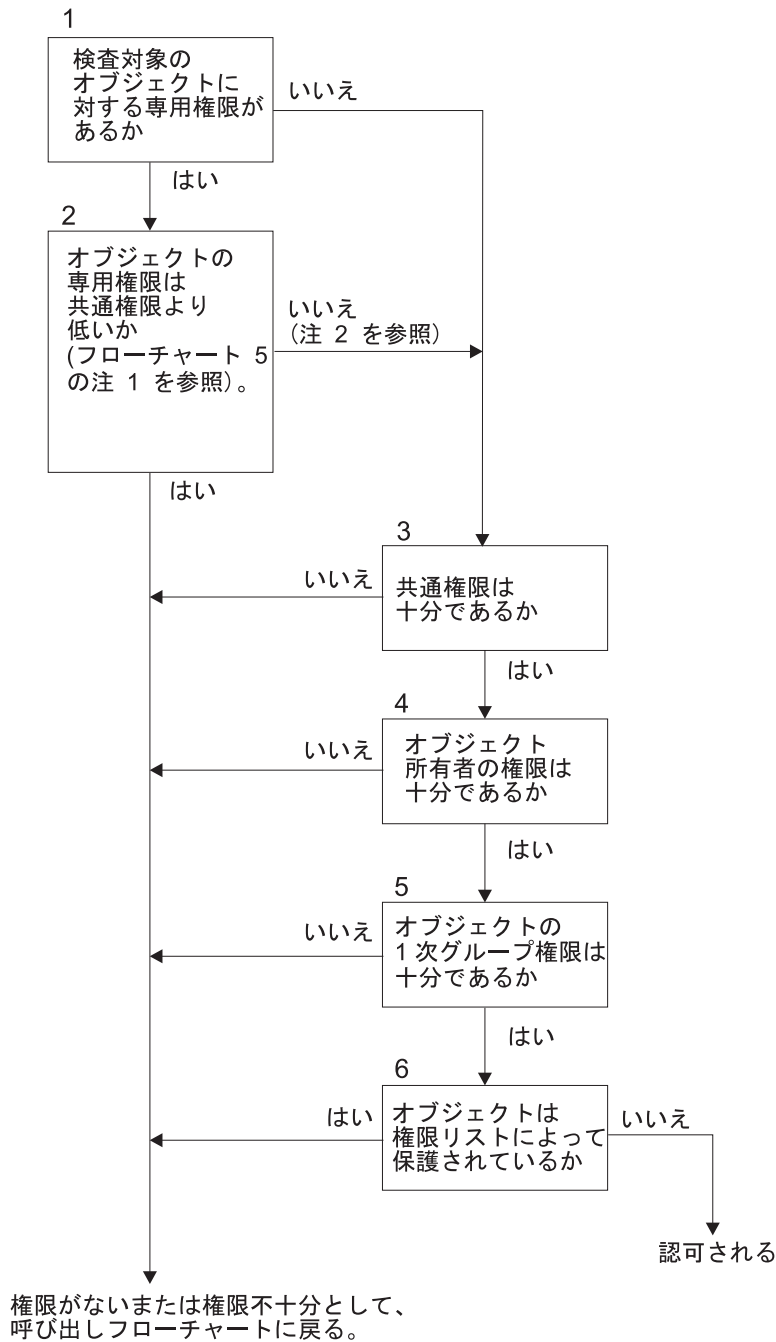 1
検査対象の
オブジェクトに
対する専用権限が
あるか
いいえ
はい
2
オブジェクトの
専用権限は
共通権限より
低いか
(フローチャート 5
の注 1 を参照)。
いいえ
(注 2 を参照)
はい
3
いいえ
共通権限は
十分であるか
はい
4
いいえ
オブジェクト
所有者の権限は
十分であるか
はい
5
いいえ
オブジェクトの
1 次グループ権限は
十分であるか
はい
6
はい
オブジェクトは
権限リストによって
保護されているか
いいえ
認可される
権限がないまたは権限不十分として、
呼び出しフローチャートに戻る。